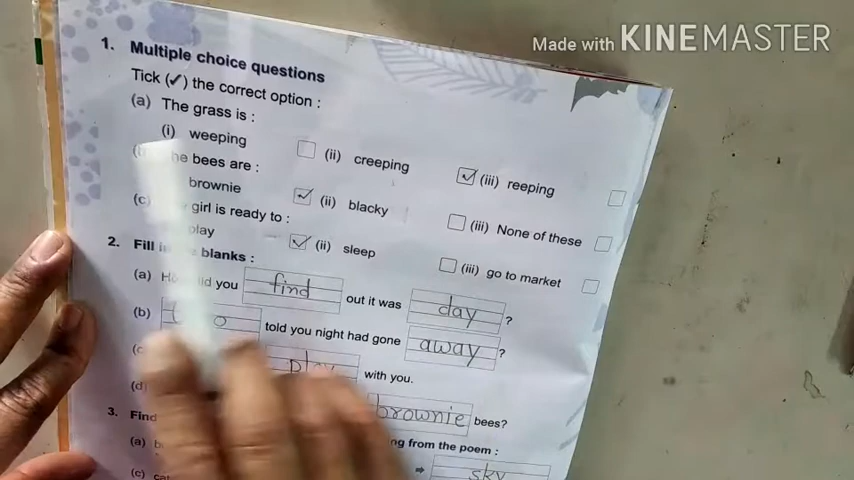 Made with KINEMASTER
1. Multiple choice questions
Tick (✓) the correct option :
(a) The grass is :
(i) weeping (ii) creeping ✓ (iii) reeping
he bees are :
brownie ✓ (ii) blacky (iii) None of these
(c) girl is ready to :
play ✓ (ii) sleep (iii) go to market
2. Fill blanks :
(a) did you find out it was day ?
(b) told you night had gone away ?
play with you.
(d) brownie bees?
3. Find from the poem :
(a)
(c) ⇒ sky